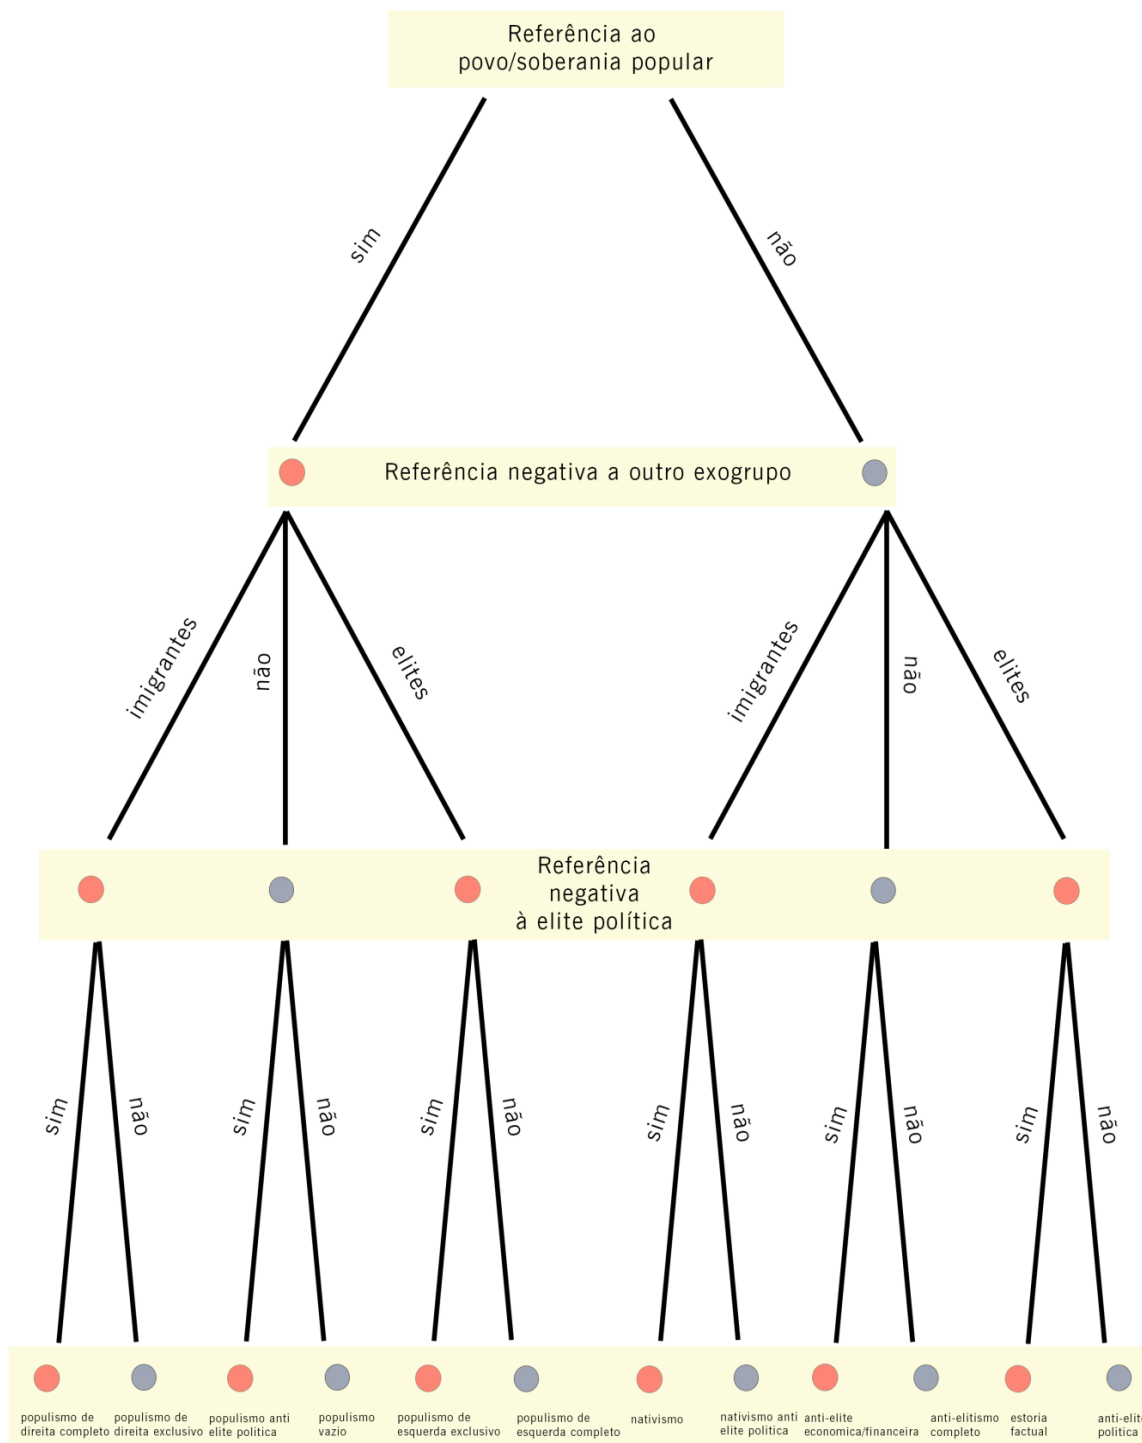 Referência ao
povo/soberania popular
sim
não
Referência negativa a outro exogrupo
imigrantes
não
elites
imigrantes
não
elites
Referência
negativa
à elite política
sim
não
sim
não
sim
não
sim
não
sim
não
sim
não
populismo de
direita completo
populismo de
direita exclusivo
populismo anti
elite politica
populismo
vazio
populismo de
esquerda exclusivo
populismo de
esquerda completo
nativismo
nativismo anti
elite politica
anti-elite
economica/financeira
anti-elitismo
completo
estoria
factual
anti-elit
politica